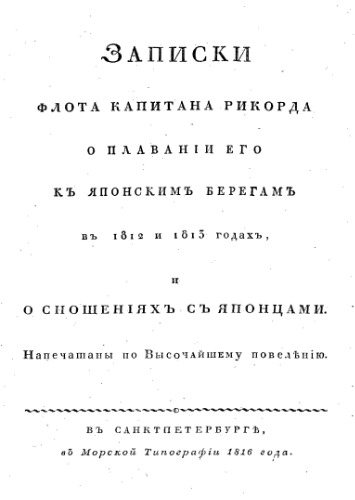 ЗАПИСКИ
ФЛОТА КАПИТАНА РИКОРДА
О ПЛАВАНІИ ЕГО
КЪ ЯПОНСКИМЪ БЕРЕГАМЪ
въ 1812 и 1813 годахъ,
и
О СНОШЕНІЯХЪ СЪ ЯПОНЦАМИ.
Напечатаны по Высочайшему повелѣнію.
ВЪ САНКТПЕТЕРБУРГѢ,
въ Морской Типографіи 1816 года.